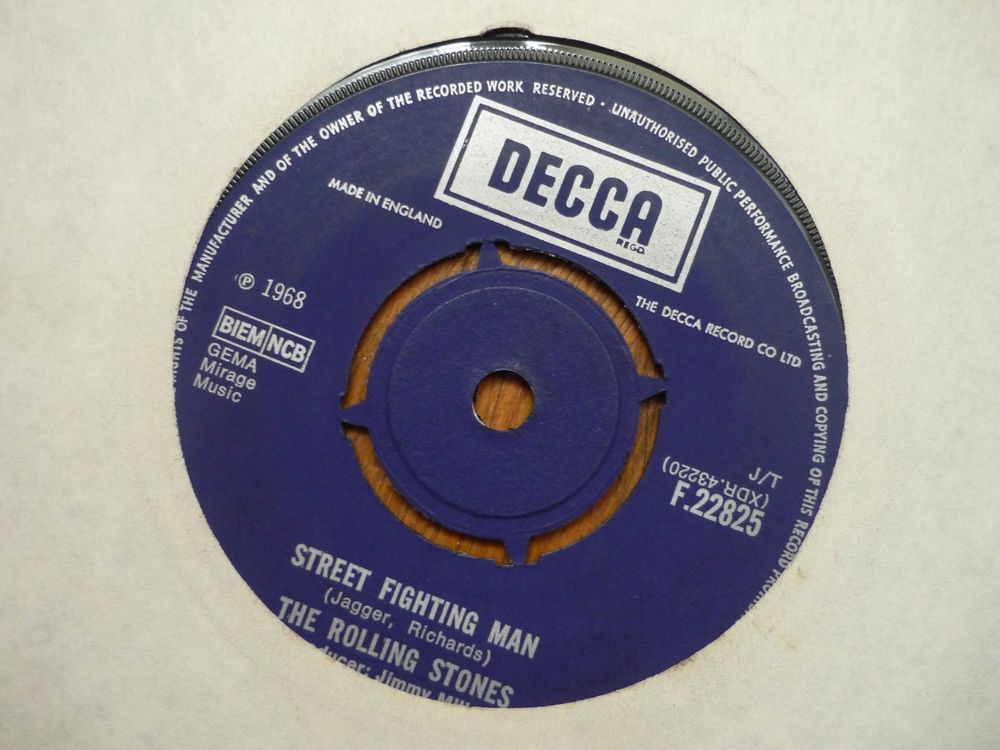 RIGHTS OF THE MANUFACTURER AND OF THE OWNER OF THE RECORDED WORK RESERVED · UNAUTHORISED PUBLIC PERFORMANCE BROADCASTING AND COPYING OF THIS RECORD
DECCA
REGD.
MADE IN ENGLAND
THE DECCA RECORD CO LTD
℗ 1968
BIEM/NCB
GEMA
Mirage
Music
J/T
(XDR.43220)
F.22825
STREET FIGHTING MAN
(Jagger, Richards)
THE ROLLING STONES
Jimmy